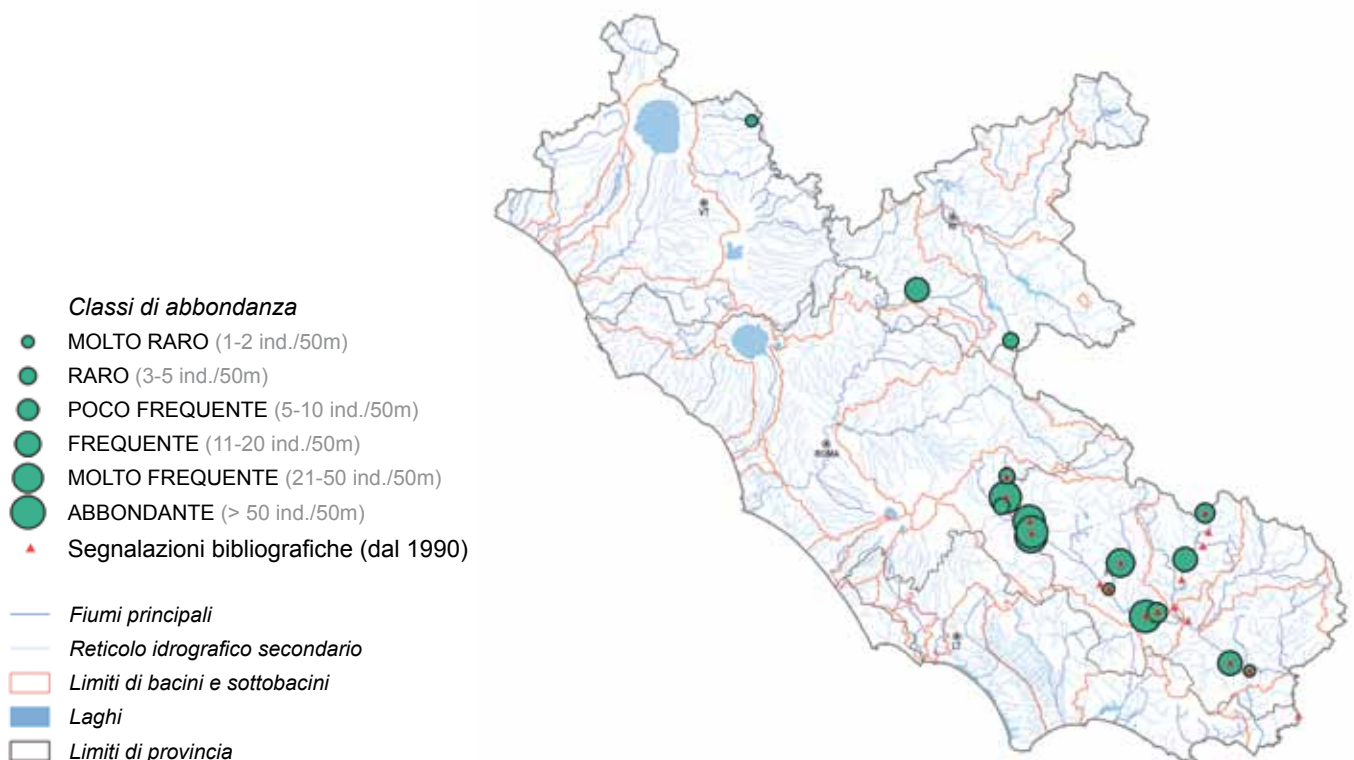 Classi di abbondanza
MOLTO RARO (1-2 ind./50m)
RARO (3-5 ind./50m)
POCO FREQUENTE (5-10 ind./50m)
FREQUENTE (11-20 ind./50m)
MOLTO FREQUENTE (21-50 ind./50m)
ABBONDANTE (> 50 ind./50m)
Segnalazioni bibliografiche (dal 1990)
Fiumi principali
Reticolo idrografico secondario
Limiti di bacini e sottobacini
Laghi
Limiti di provincia
VT
ROMA
LT